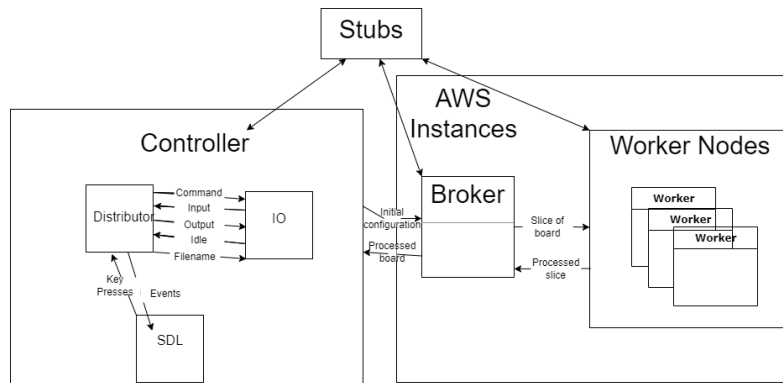 Stubs
AWS
Instances
Controller
Worker Nodes
Distributor
Command
Input
Output
Idle
Filename
IO
Key
Presses
Events
SDL
Initial
configuration
Processed
board
Broker
Slice of
board
Processed
slice
Worker
Worker
Worker